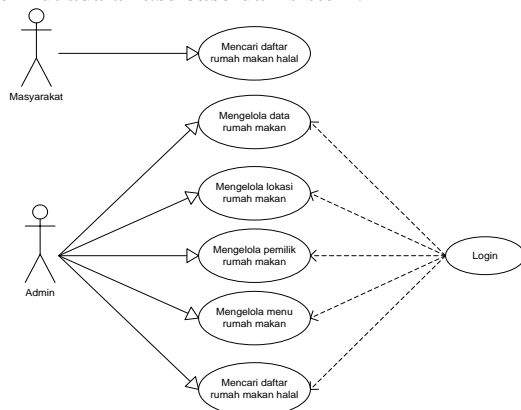 Mencari daftar
rumah makan halal
Masyarakat
Mengelola data
rumah makan
Mengelola lokasi
rumah makan
Mengelola pemilik
rumah makan
Login
Admin
Mengelola menu
rumah makan
Mencari daftar
rumah makan halal